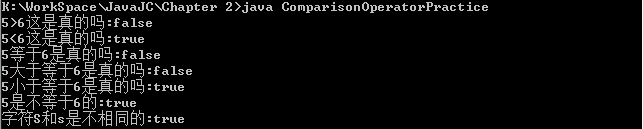 K:\WorkSpace\JavaJC\Chapter 2>java ComparisonOperatorPractice
5>6这是真的吗:false
5<6这是真的吗:true
5等于6是真的吗:false
5大于等于6是真的吗:false
5小于等于6是真的吗:true
5是不等于6的:true
字符S和s是不相同的:true